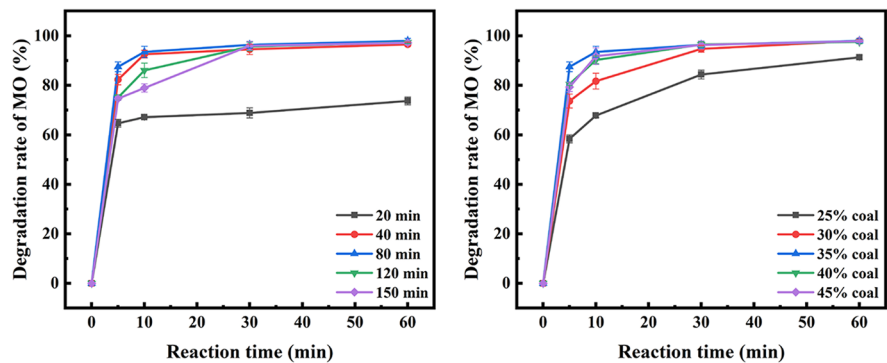 Degradation rate of MO (%)
100
80
60
40
20
0
20 min
40 min
80 min
120 min
150 min
0 10 20 30 40 50 60
Reaction time (min)
Degradation rate of MO (%)
100
80
60
40
20
0
25% coal
30% coal
35% coal
40% coal
45% coal
0 10 20 30 40 50 60
Reaction time (min)